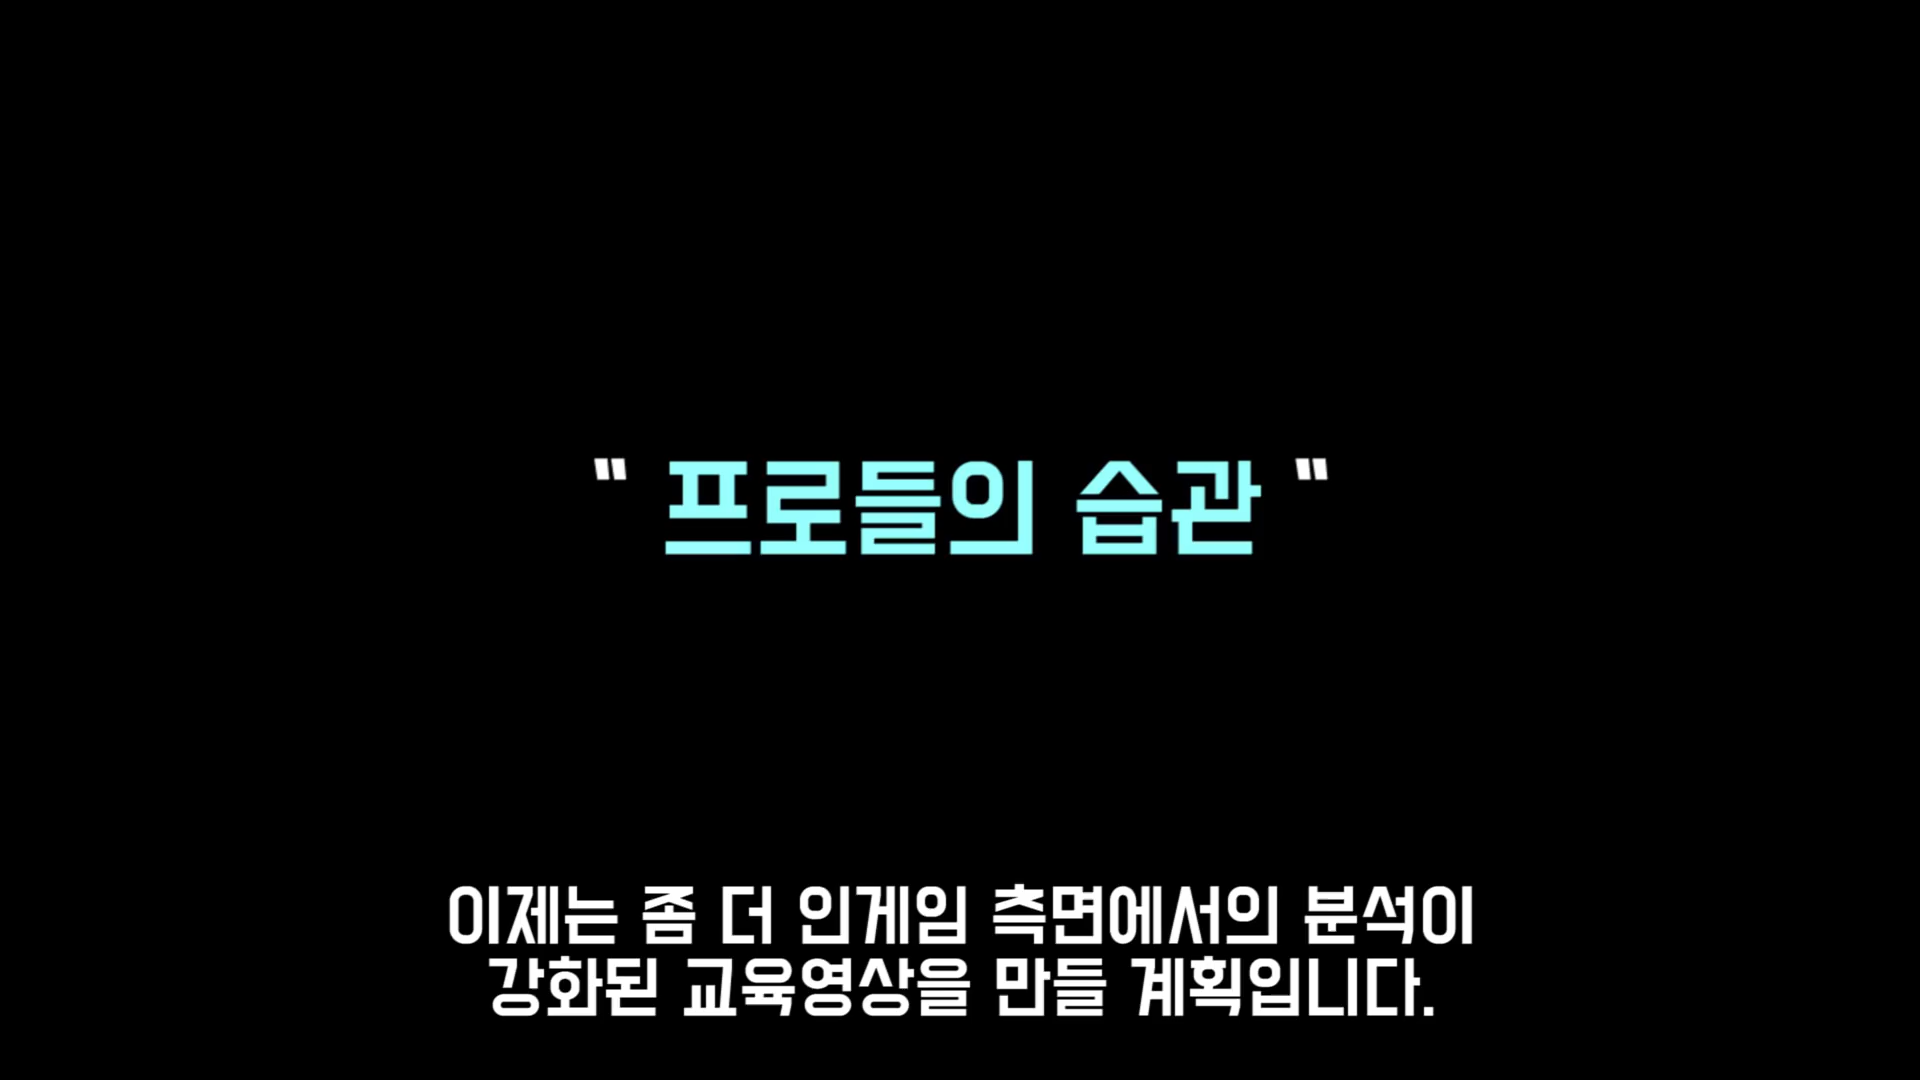 " 프로들의 습관 "
이제는 좀 더 인게임 측면에서의 분석이
강화된 교육영상을 만들 계획입니다.